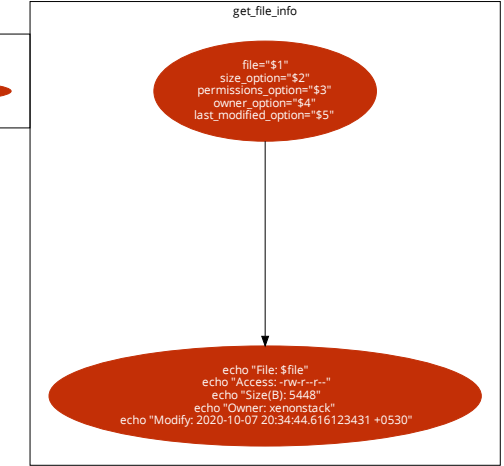 get_file_info
file="$1"
size_option="$2"
permissions_option="$3"
owner_option="$4"
last_modified_option="$5"
echo "File: $file"
echo "Access: -rw-r--r--"
echo "Size(B): 5448"
echo "Owner: xenonstack"
echo "Modify: 2020-10-07 20:34:44.616123431 +0530"